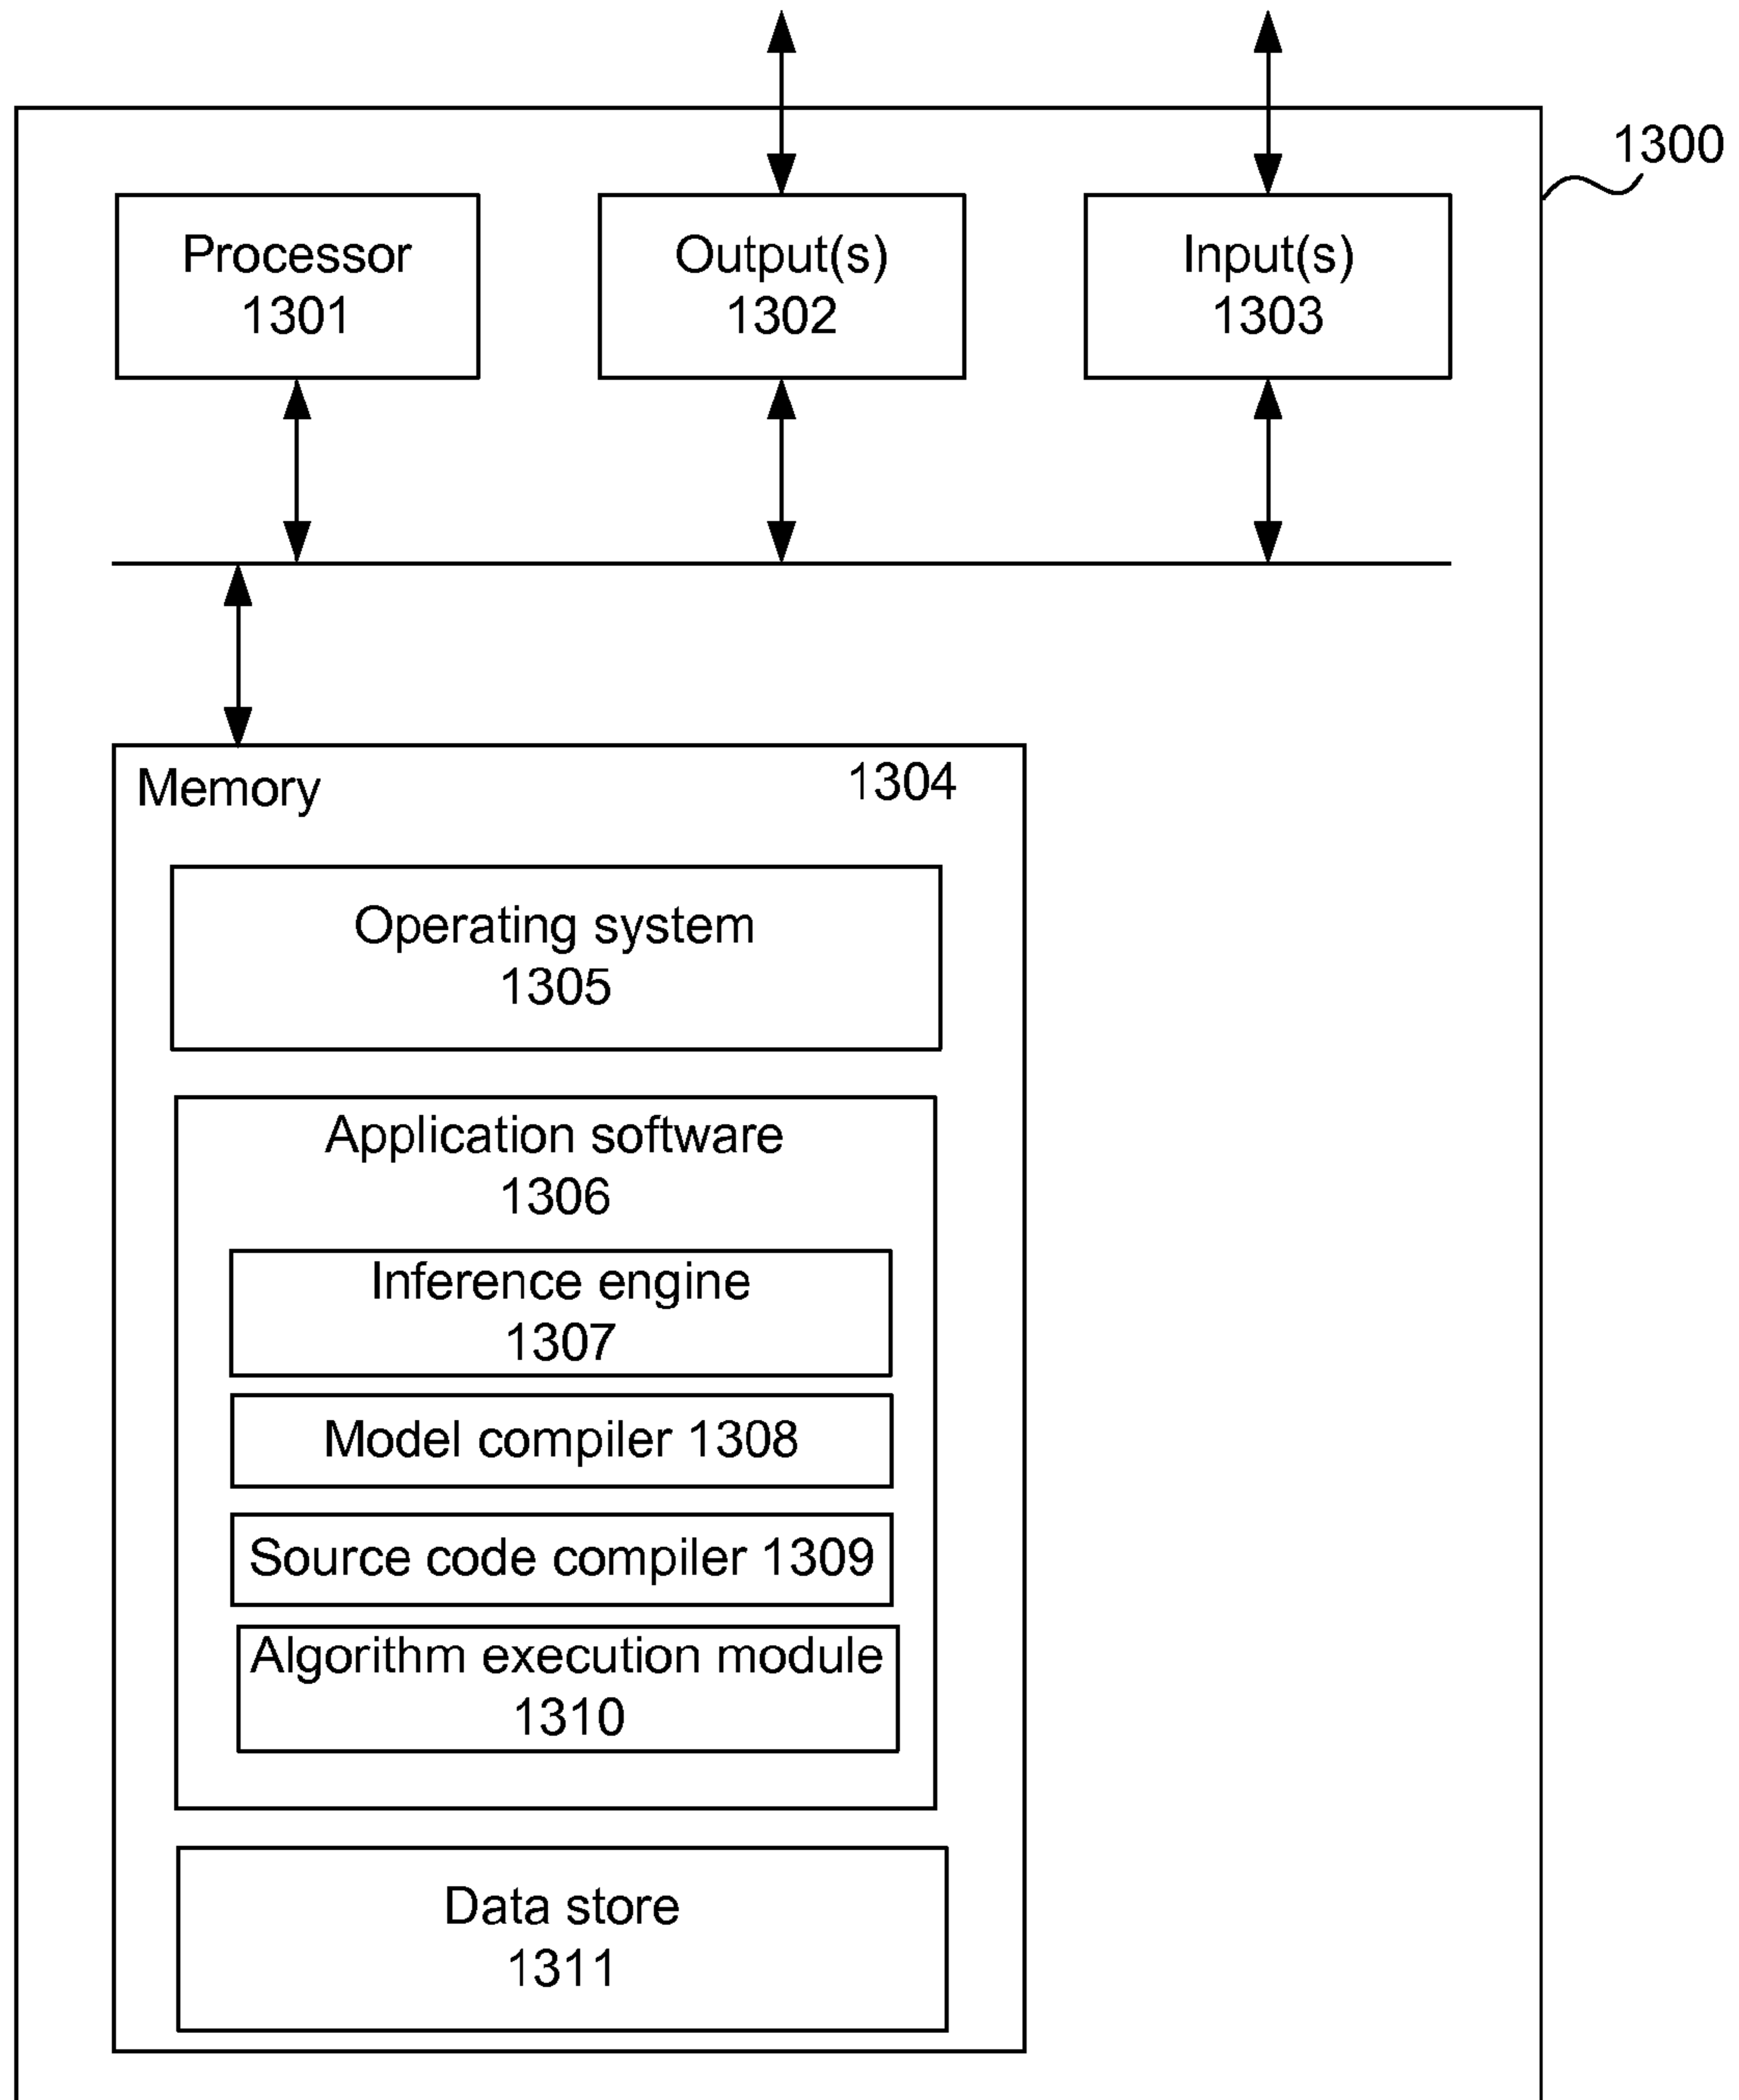 1300
Processor
1301
Output(s)
1302
Input(s)
1303
Memory
1304
Operating system
1305
Application software
1306
Inference engine
1307
Model compiler 1308
Source code compiler 1309
Algorithm execution module
1310
Data store
1311